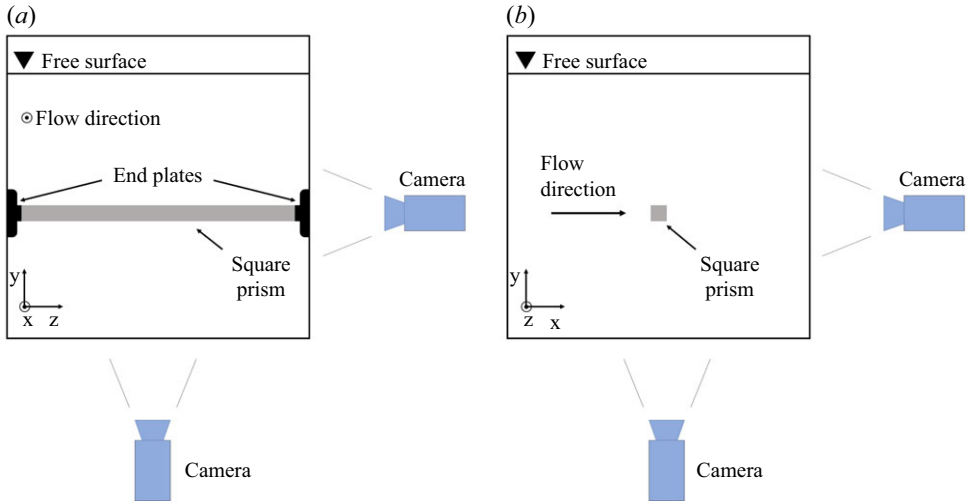 (a)
Free surface
Flow direction
End plates
Camera
Square
prism
y
x z
Camera
(b)
Free surface
Flow
direction
Camera
Square
prism
y
z x
Camera